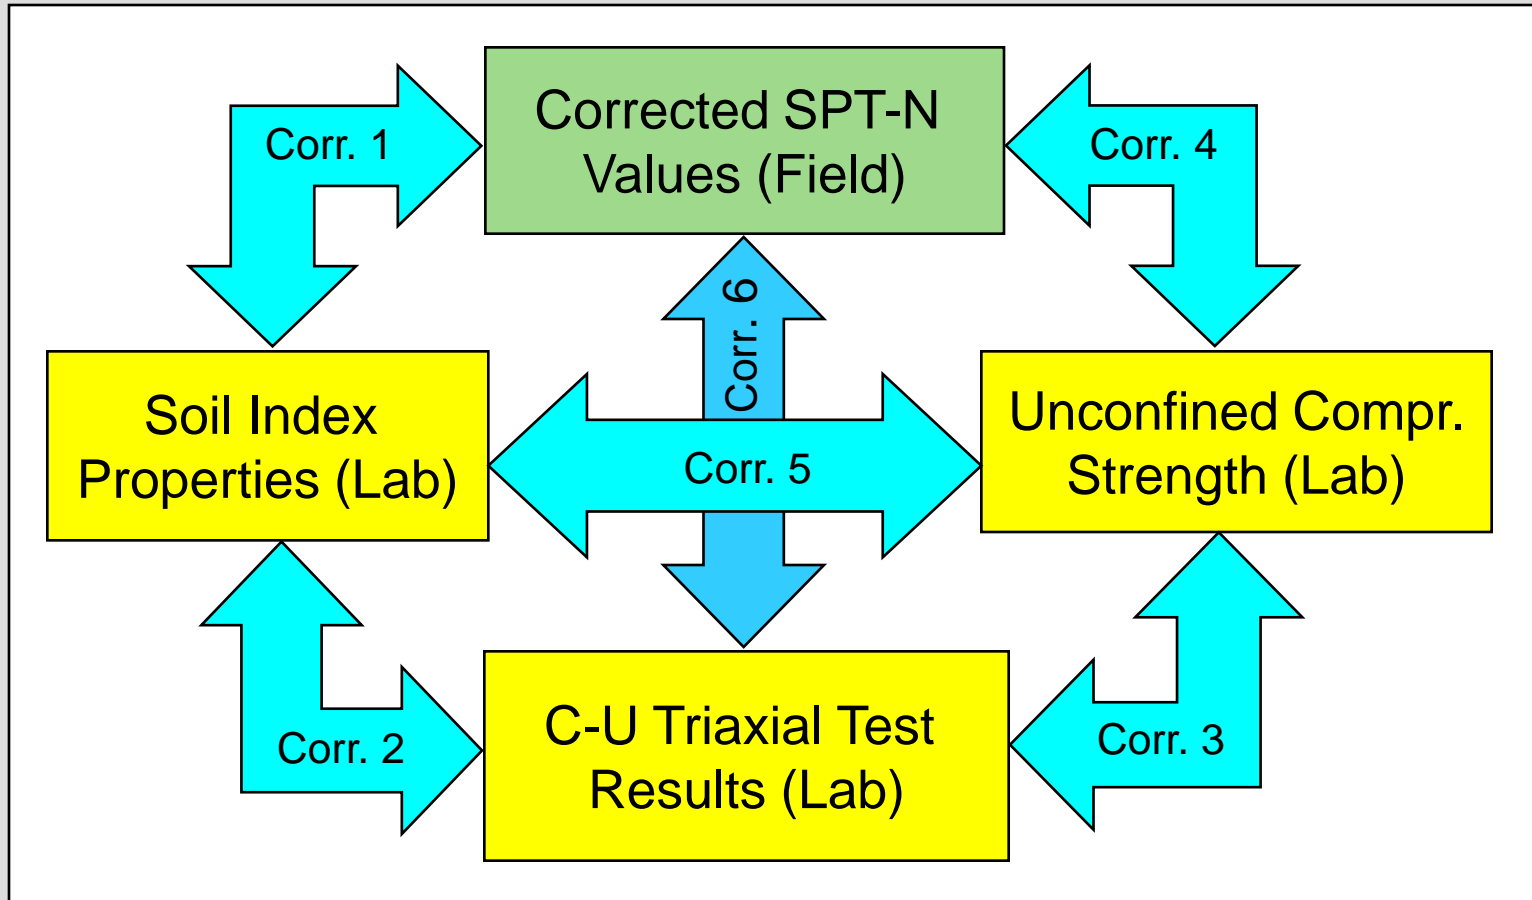 Corrected SPT-N
Values (Field)
Corr. 1
Corr. 4
Corr. 6
Soil Index
Properties (Lab)
Corr. 5
Unconfined Compr.
Strength (Lab)
Corr. 2
C-U Triaxial Test
Results (Lab)
Corr. 3